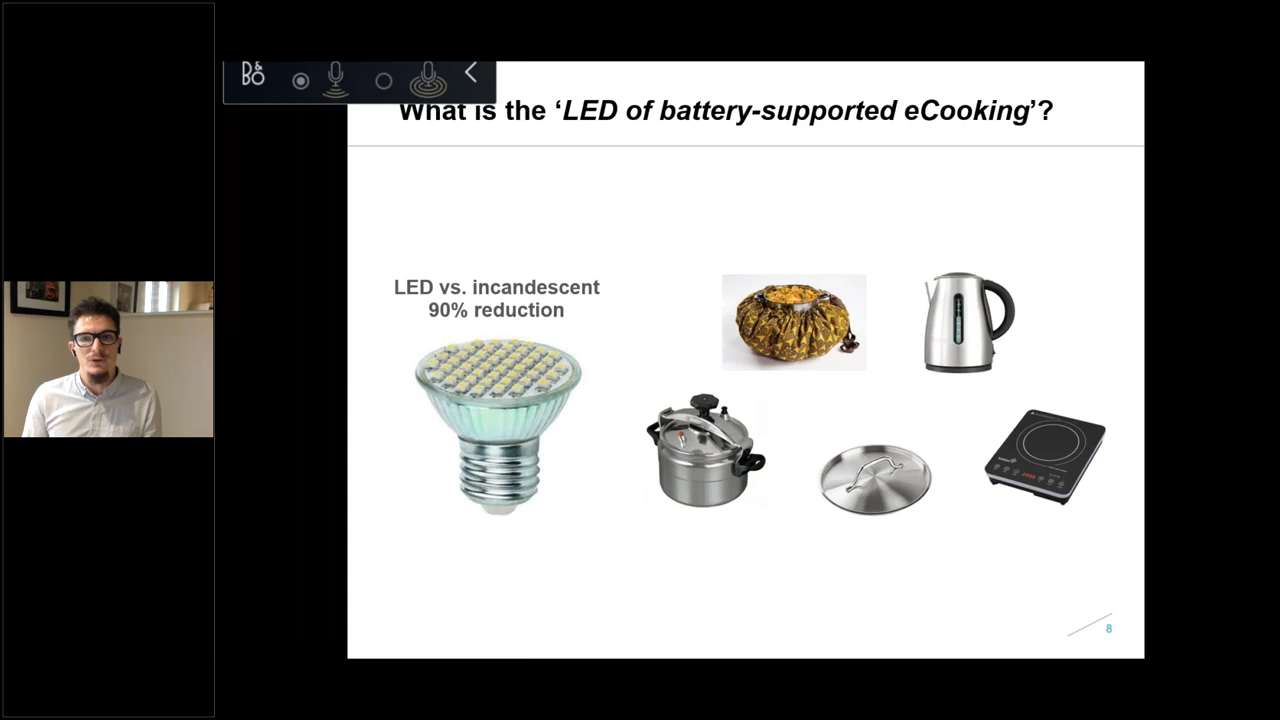 B&O
What is the ‘LED of battery-supported eCooking’?
LED vs. incandescent
90% reduction
8